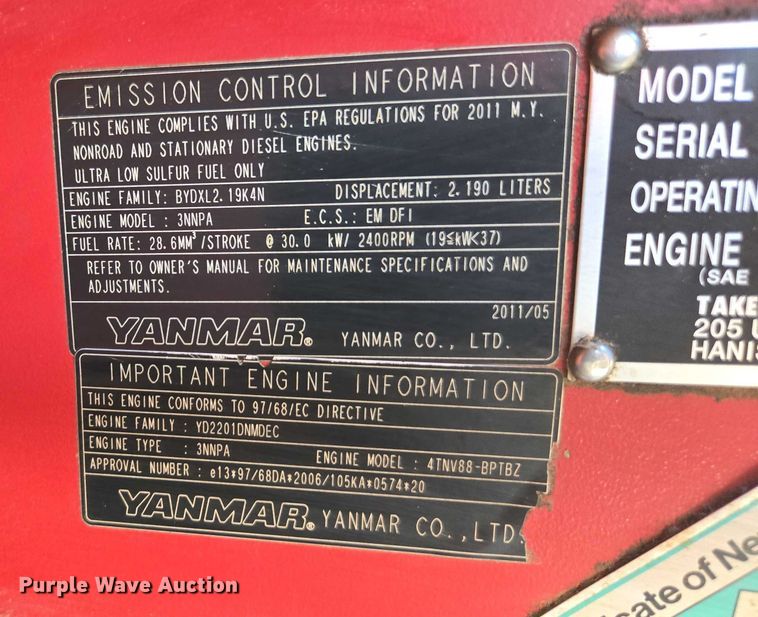 EMISSION CONTROL INFORMATION
THIS ENGINE COMPLIES WITH U.S. EPA REGULATIONS FOR 2011 M.Y.
NONROAD AND STATIONARY DIESEL ENGINES.
ULTRA LOW SULFUR FUEL ONLY
ENGINE FAMILY: BYDXL2.19K4N DISPLACEMENT: 2.190 LITERS
ENGINE MODEL : 3NNPA E.C.S.: EM DFI
FUEL RATE: 28.6MM³/STROKE @ 30.0 kW/ 2400RPM (19≦kW<37)
REFER TO OWNER'S MANUAL FOR MAINTENANCE SPECIFICATIONS AND
ADJUSTMENTS.
2011/05
YANMAR® YANMAR CO., LTD.
IMPORTANT ENGINE INFORMATION
THIS ENGINE CONFORMS TO 97/68/EC DIRECTIVE
ENGINE FAMILY : YD2201DNMDEC
ENGINE TYPE : 3NNPA ENGINE MODEL : 4TNV88-BPTBZ
APPROVAL NUMBER : e13*97/68DA*2006/105KA*0574*20
YANMAR® YANMAR CO.,LTD.
MODEL
SERIAL
OPERATIN
ENGINE
(SAE
TAKE
205 U
HANIS
icate of Ne
Purple Wave Auction